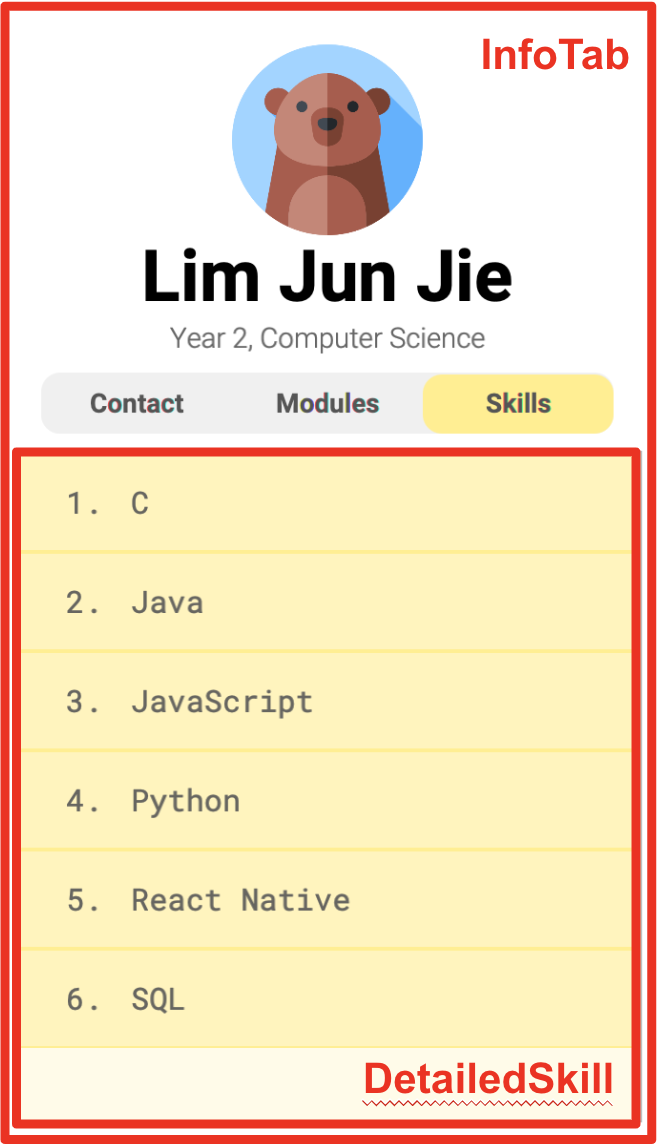 InfoTab
Lim Jun Jie
Year 2, Computer Science
Contact Modules Skills
1. C
2. Java
3. JavaScript
4. Python
5. React Native
6. SQL
DetailedSkill